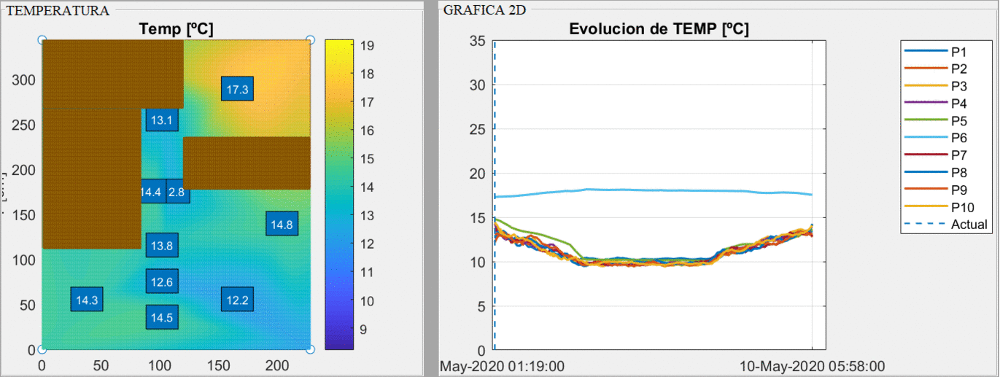 TEMPERATURA
Temp [ºC]
300
250
200
150
100
50
0
0 50 100 150 200
17.3
13.1
14.4 2.8
14.8
13.8
12.6
14.3
12.2
14.5
19
18
17
16
15
14
13
12
11
10
9
GRAFICA 2D
Evolucion de TEMP [ºC]
35
30
25
20
15
10
5
0
May-2020 01:19:00
10-May-2020 05:58:00
P1
P2
P3
P4
P5
P6
P7
P8
P9
P10
Actual